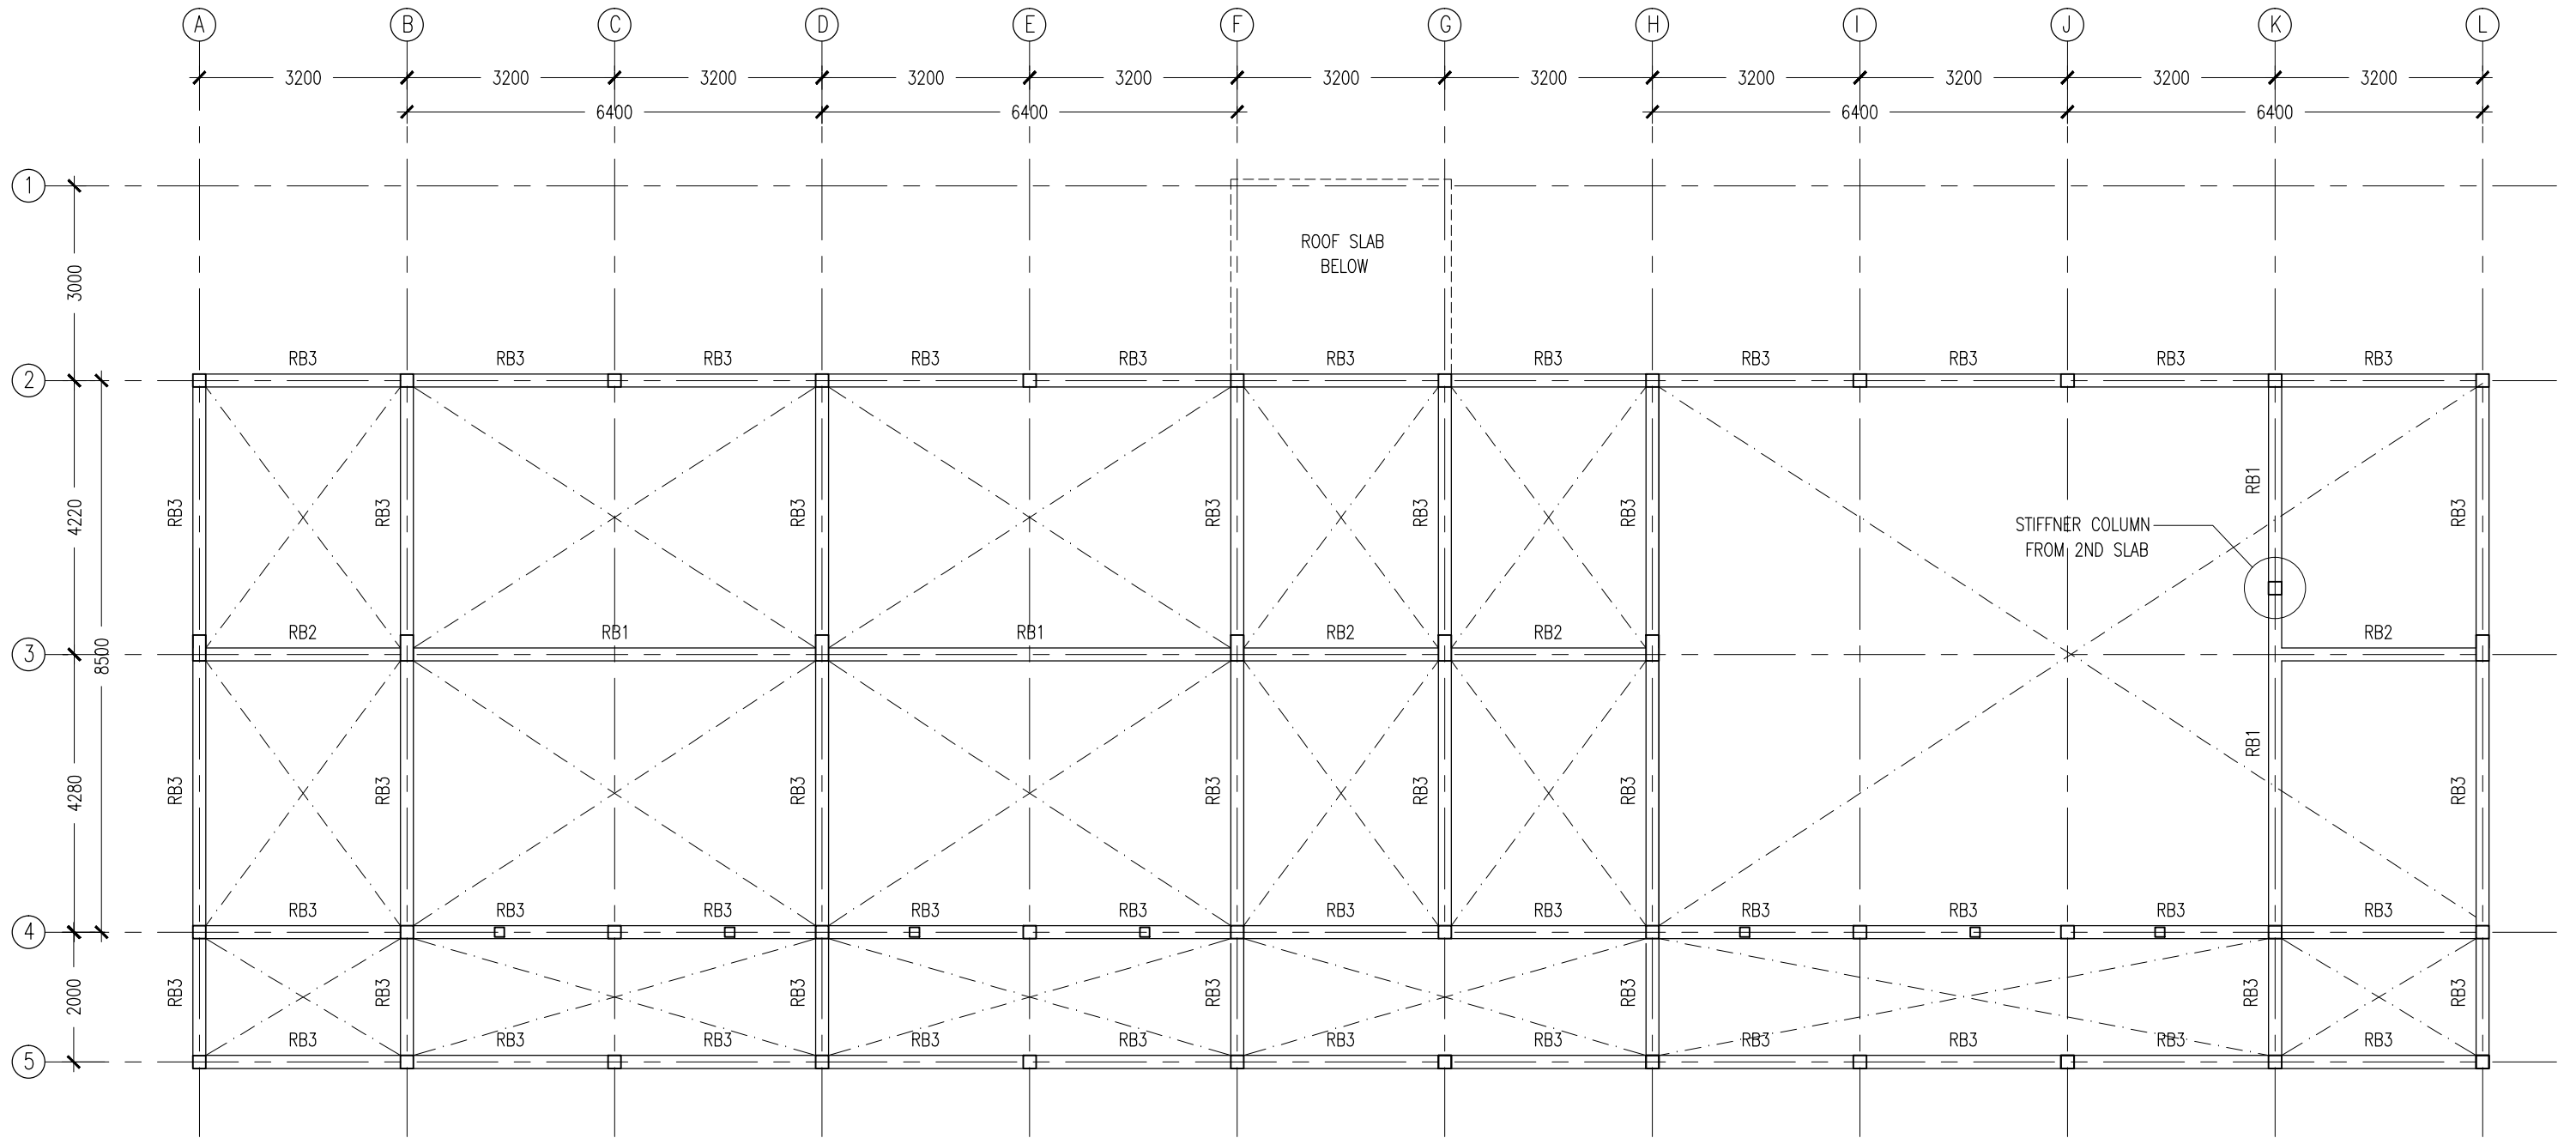 A B C D E F G H I J K L
3200 3200 3200 3200 3200 3200 3200 3200 3200 3200 3200
6400 6400 6400 6400
1
ROOF SLAB
BELOW
3000
RB3 RB3 RB3 RB3 RB3 RB3 RB3 RB3 RB3 RB3 RB3
2
RB1
4220 RB3 RB3 RB3 RB3 RB3 RB3 RB3
STIFFNER COLUMN
FROM 2ND SLAB
RB2 RB1 RB1 RB2 RB2 RB2
3
8500
RB1
4280 RB3 RB3 RB3 RB3 RB3 RB3 RB3
RB3 RB3 RB3 RB3 RB3 RB3 RB3 RB3 RB3 RB3 RB3
4
2000 RB3 RB3 RB3 RB3 RB3 RB3 RB3
RB3 RB3 RB3 RB3 RB3 RB3 RB3 RB3 RB3 RB3 RB3
5